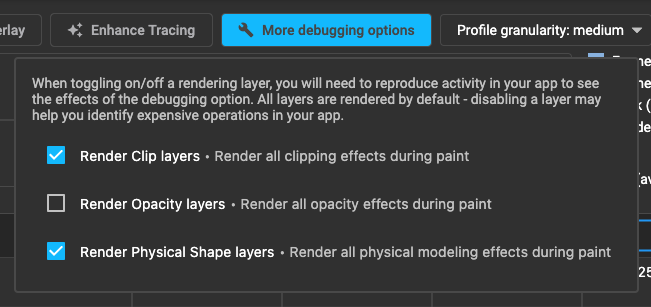 Enhance Tracing
More debugging options
Profile granularity: medium
When toggling on/off a rendering layer, you will need to reproduce activity in your app to see
the effects of the debugging option. All layers are rendered by default - disabling a layer may
help you identify expensive operations in your app.
Render Clip layers • Render all clipping effects during paint
Render Opacity layers • Render all opacity effects during paint
Render Physical Shape layers • Render all physical modeling effects during paint